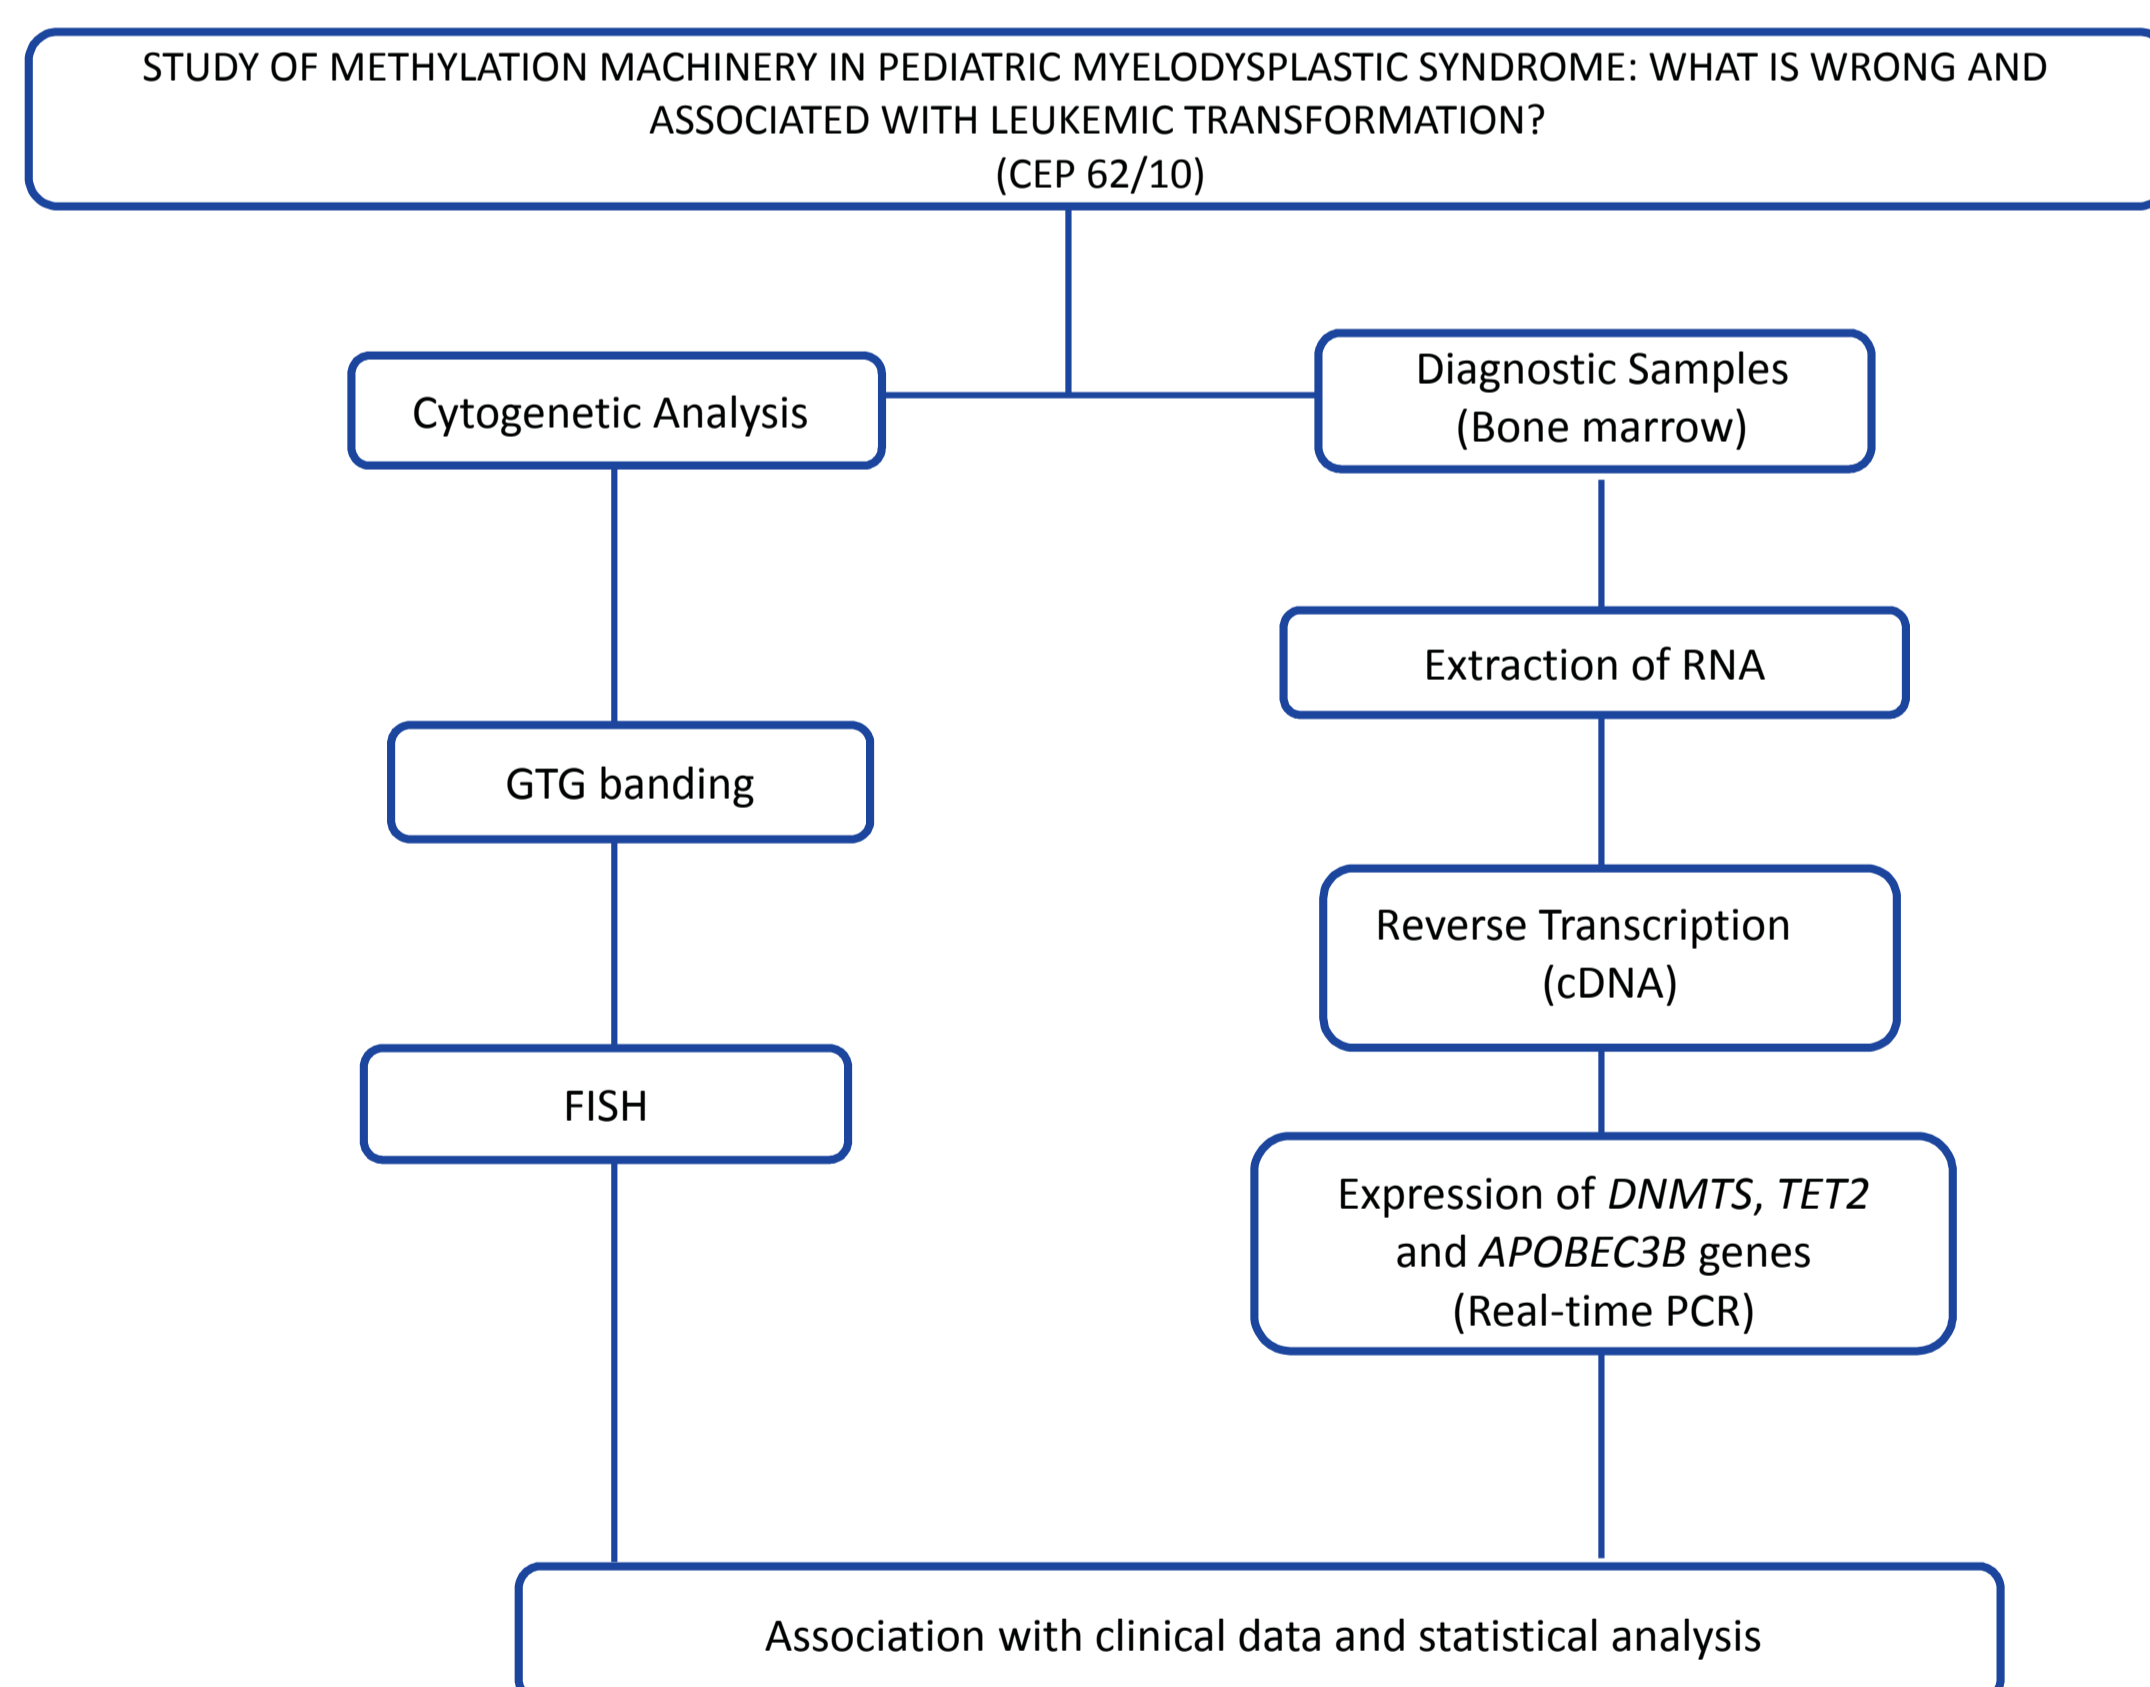 STUDY OF METHYLATION MACHINERY IN PEDIATRIC MYELODYSPLASTIC SYNDROME: WHAT IS WRONG AND
ASSOCIATED WITH LEUKEMIC TRANSFORMATION?
(CEP 62/10)
Cytogenetic Analysis
GTG banding
FISH
Diagnostic Samples
(Bone marrow)
Extraction of RNA
Reverse Transcription
(cDNA)
Expression of DNMTS, TET2
and APOBEC3B genes
(Real-time PCR)
Association with clinical data and statistical analysis